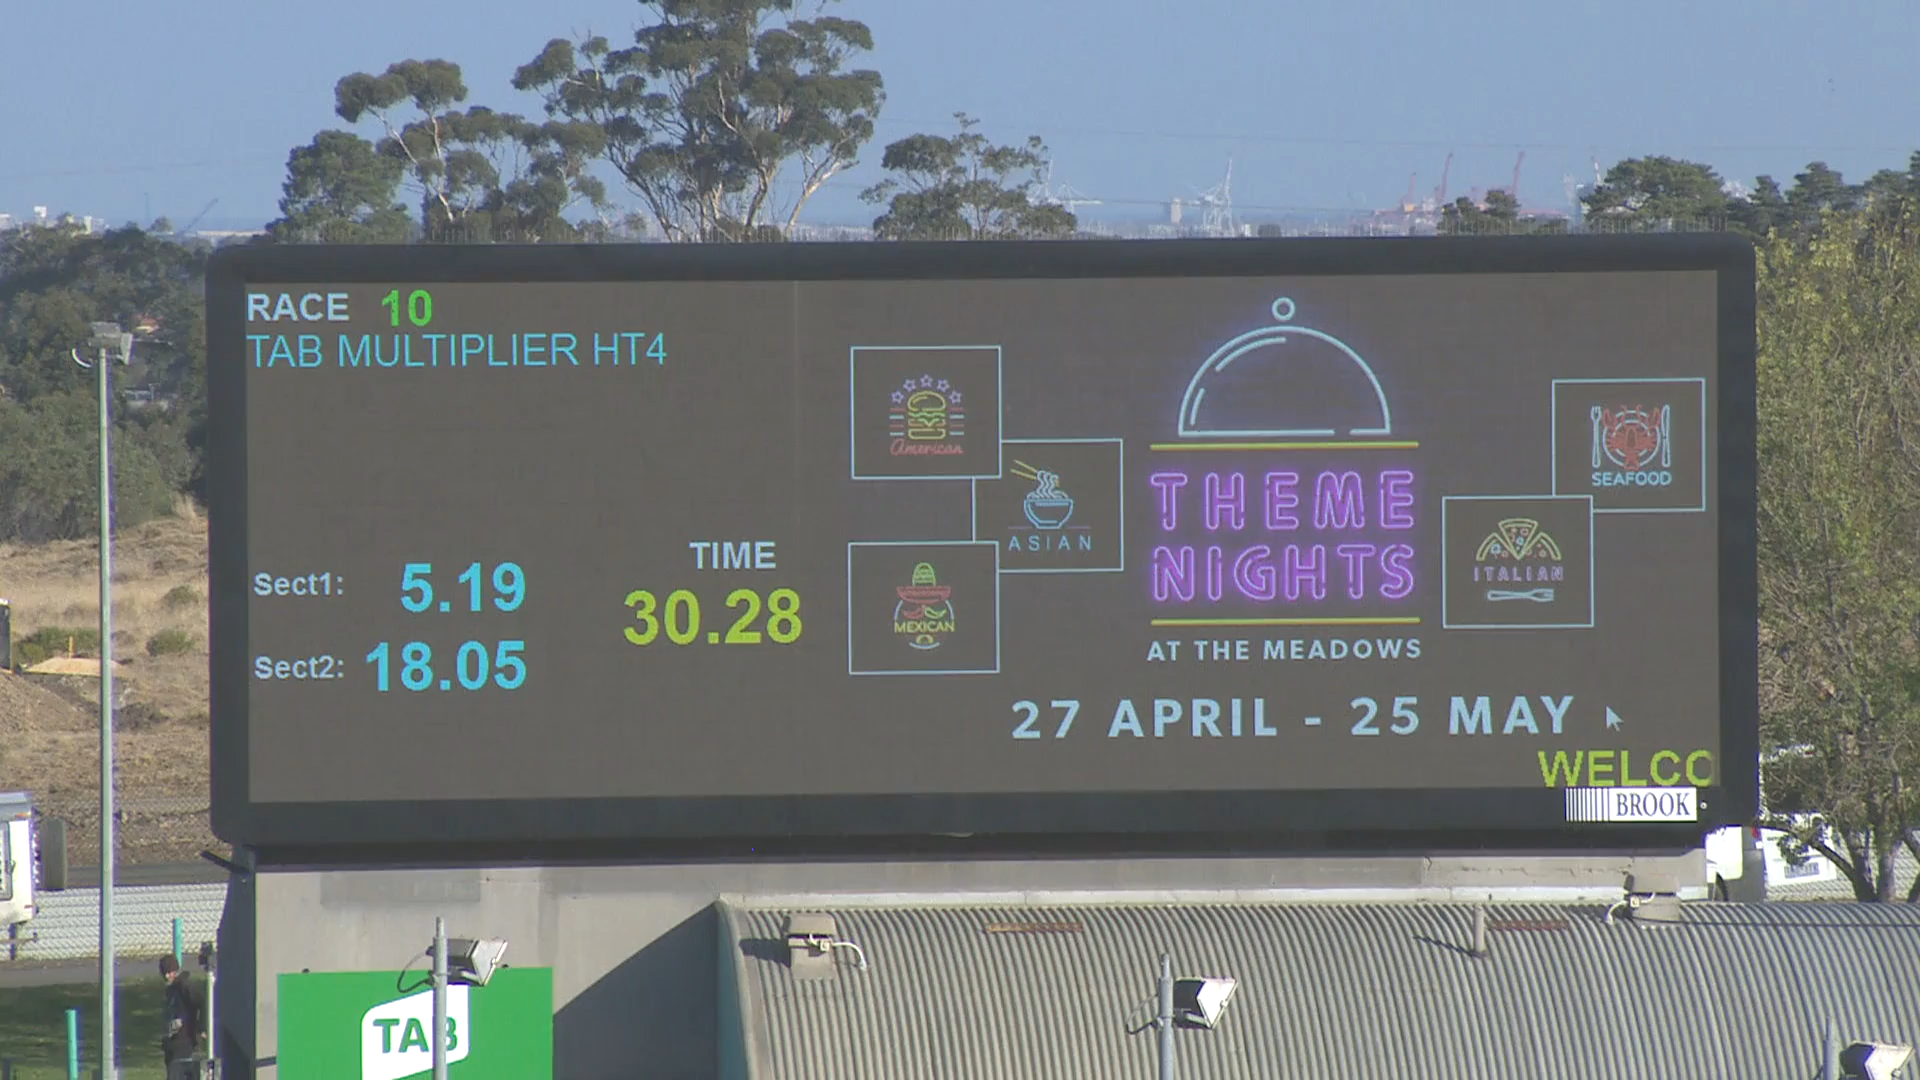 RACE 10
TAB MULTIPLIER HT4
Sect1: 5.19
Sect2: 18.05
TIME
30.28
American
ASIAN
MEXICAN
THEME
NIGHTS
AT THE MEADOWS
SEAFOOD
ITALIAN
27 APRIL - 25 MAY
WELCO
BROOK
TAB